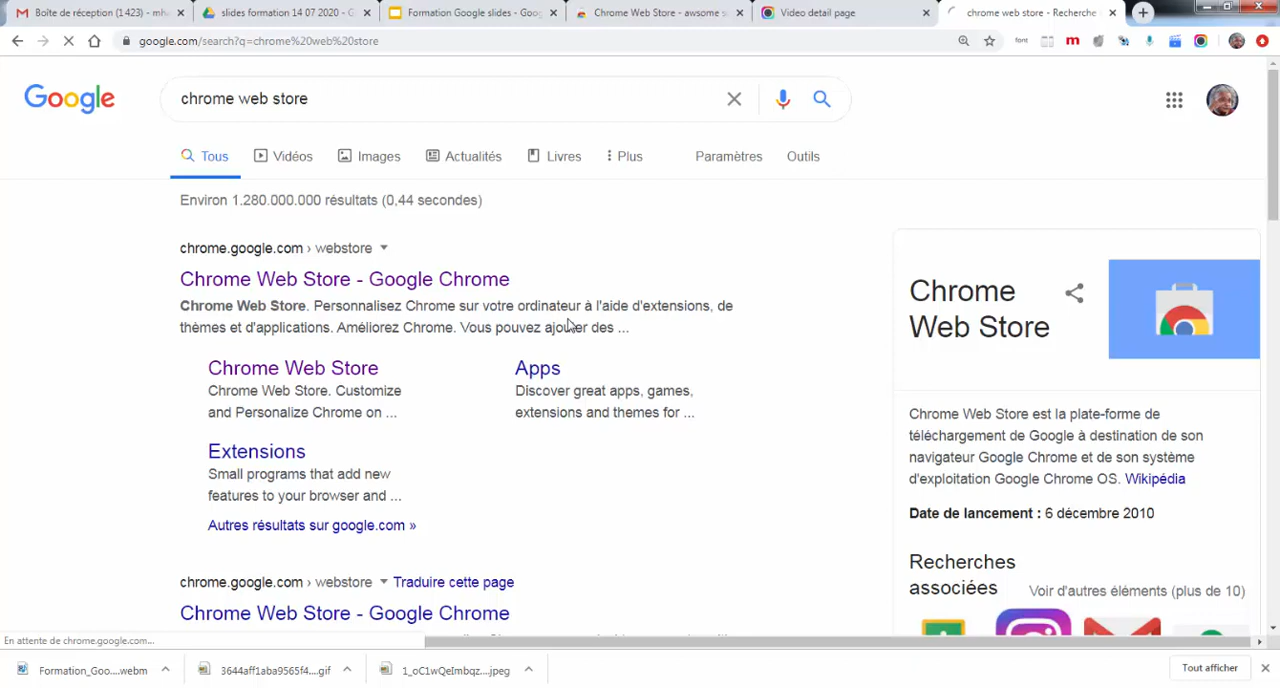 Boîte de réception (1 423) - mh
slides formation 14 07 2020 - G
Formation Google slides - Goog
Chrome Web Store - awsome s
Video detail page
chrome web store - Recherche
google.com/search?q=chrome%20web%20store
font
m
Google
chrome web store
Tous
Vidéos
Images
Actualités
Livres
Plus
Paramètres
Outils
Environ 1.280.000.000 résultats (0,44 secondes)
chrome.google.com › webstore
Chrome Web Store - Google Chrome
Chrome Web Store. Personnalisez Chrome sur votre ordinateur à l'aide d'extensions, de
thèmes et d'applications. Améliorez Chrome. Vous pouvez ajouter des ...
Chrome Web Store
Chrome Web Store. Customize
and Personalize Chrome on ...
Apps
Discover great apps, games,
extensions and themes for ...
Extensions
Small programs that add new
features to your browser and ...
Autres résultats sur google.com »
chrome.google.com › webstore
Traduire cette page
Chrome Web Store - Google Chrome
Chrome
Web Store
Chrome Web Store est la plate-forme de
téléchargement de Google à destination de son
navigateur Google Chrome et de son système
d'exploitation Google Chrome OS. Wikipédia
Date de lancement : 6 décembre 2010
Recherches
associées
Voir d'autres éléments (plus de 10)
En attente de chrome.google.com...
Formation_Goo....webm
3644aff1aba9565f4....gif
1_oC1wQeImbqz....jpeg
Tout afficher